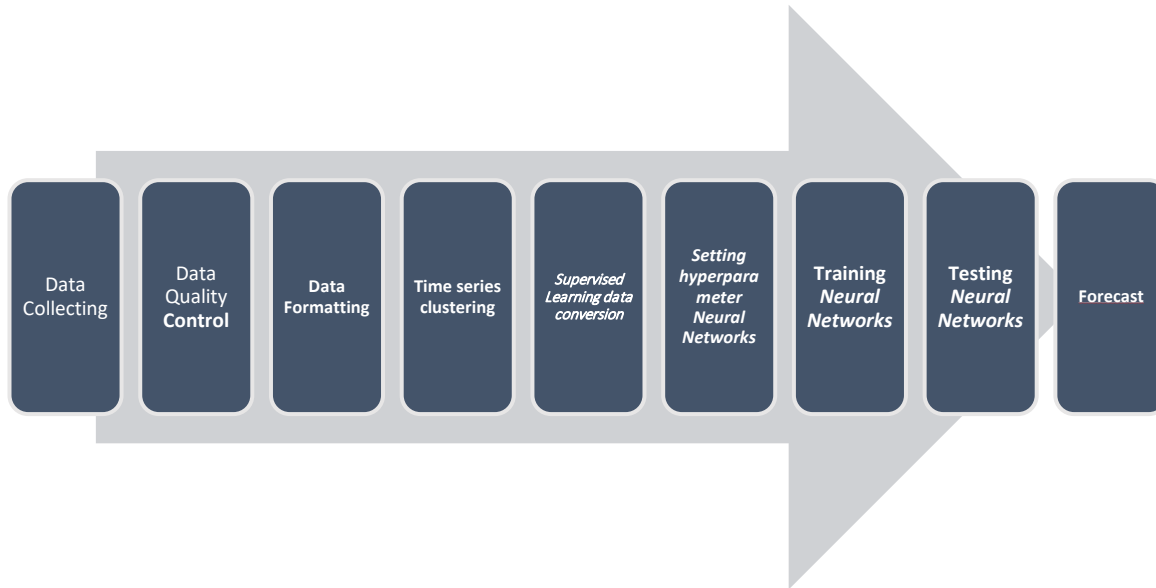 Data
Collecting
Data
Quality
Control
Data
Formatting
Time series
clustering
Supervised
Learning data
conversion
Setting
hyperpara
meter
Neural
Networks
Training
Neural
Networks
Testing
Neural
Networks
Forecast